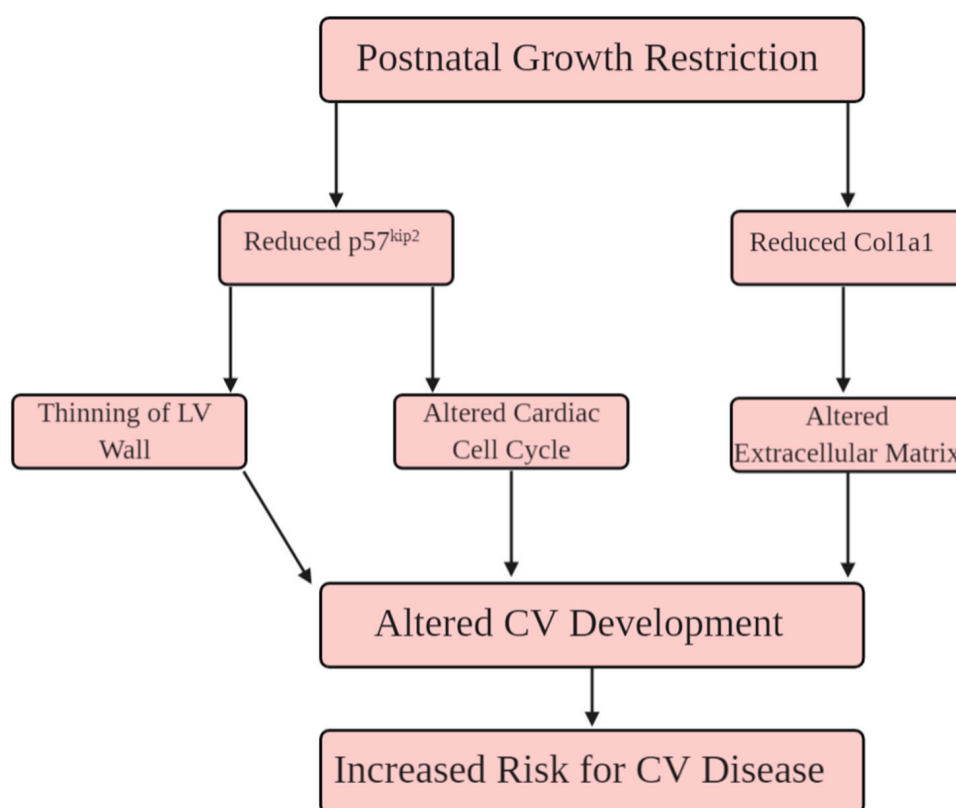 Postnatal Growth Restriction
Reduced p57kip2
Reduced Col1a1
Thinning of LV
Wall
Altered Cardiac
Cell Cycle
Altered
Extracellular Matrix
Altered CV Development
Increased Risk for CV Disease